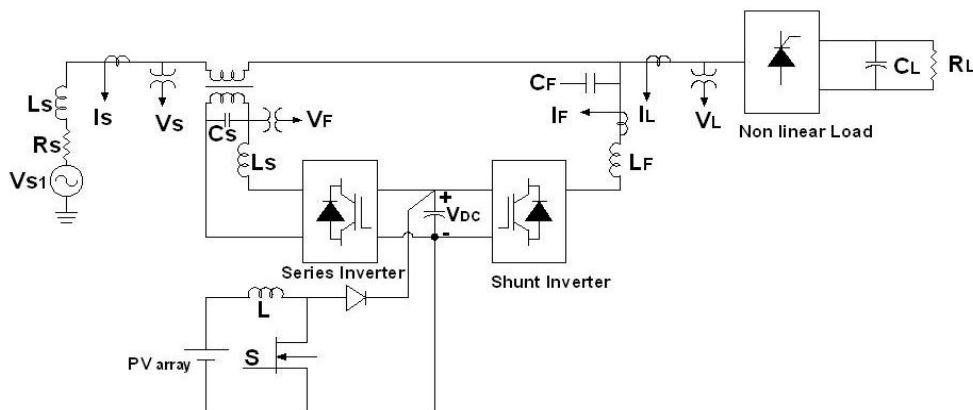 Ls
Rs
Vs1
Is
Vs
Cs
VF
Ls
CF
IF
IL
VL
LF
CL
RL
Non linear Load
+
VDC
-
Series Inverter
Shunt Inverter
L
S
PV array